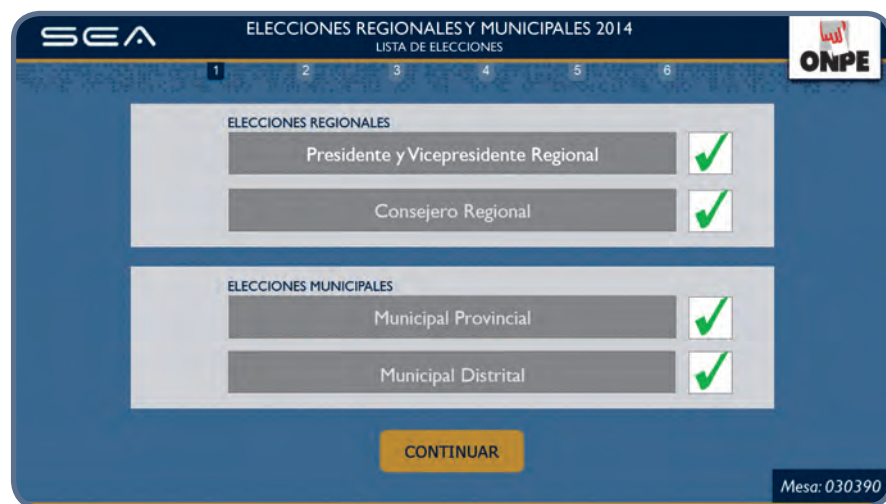 SEA
ELECCIONES REGIONALES Y MUNICIPALES 2014
LISTA DE ELECCIONES
ONPE
1 2 3 4 5 6
ELECCIONES REGIONALES
Presidente y Vicepresidente Regional
Consejero Regional
ELECCIONES MUNICIPALES
Municipal Provincial
Municipal Distrital
CONTINUAR
Mesa: 030390